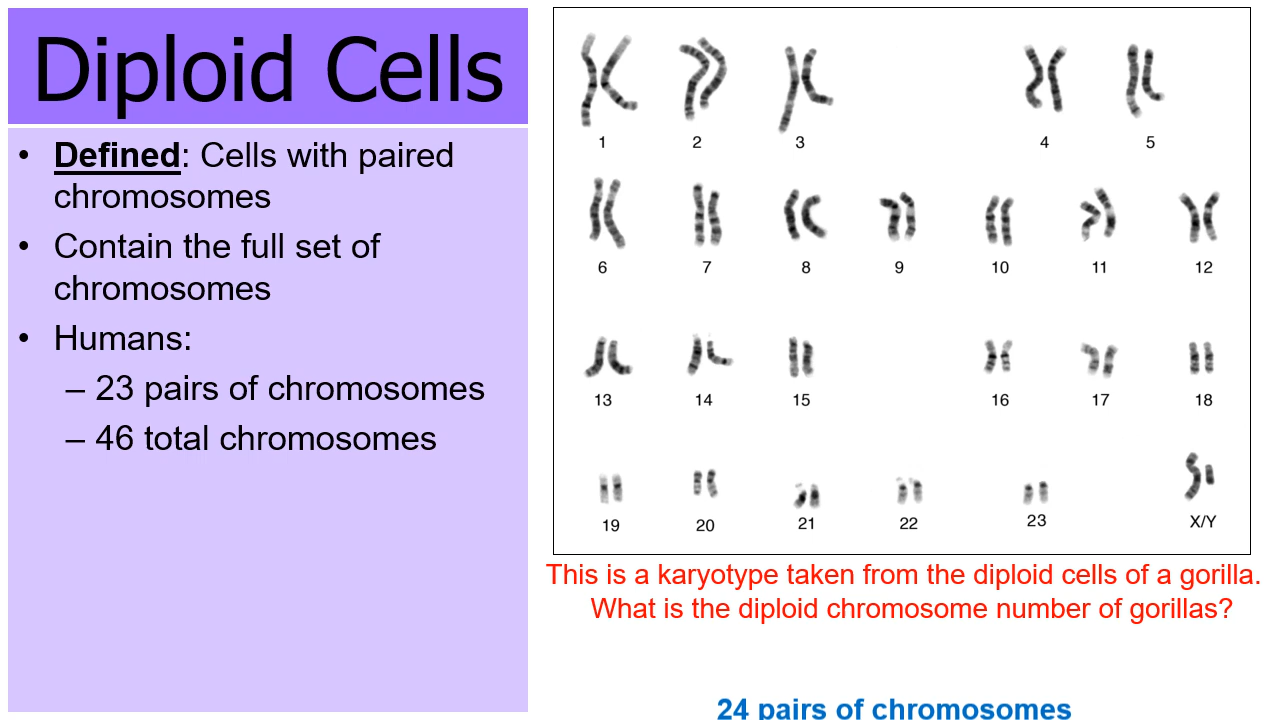 Diploid Cells
• Defined: Cells with paired
chromosomes
• Contain the full set of
chromosomes
• Humans:
– 23 pairs of chromosomes
– 46 total chromosomes
1 2 3 4 5
6 7 8 9 10 11 12
13 14 15 16 17 18
19 20 21 22 23 X/Y
This is a karyotype taken from the diploid cells of a gorilla.
What is the diploid chromosome number of gorillas?
24 pairs of chromosomes